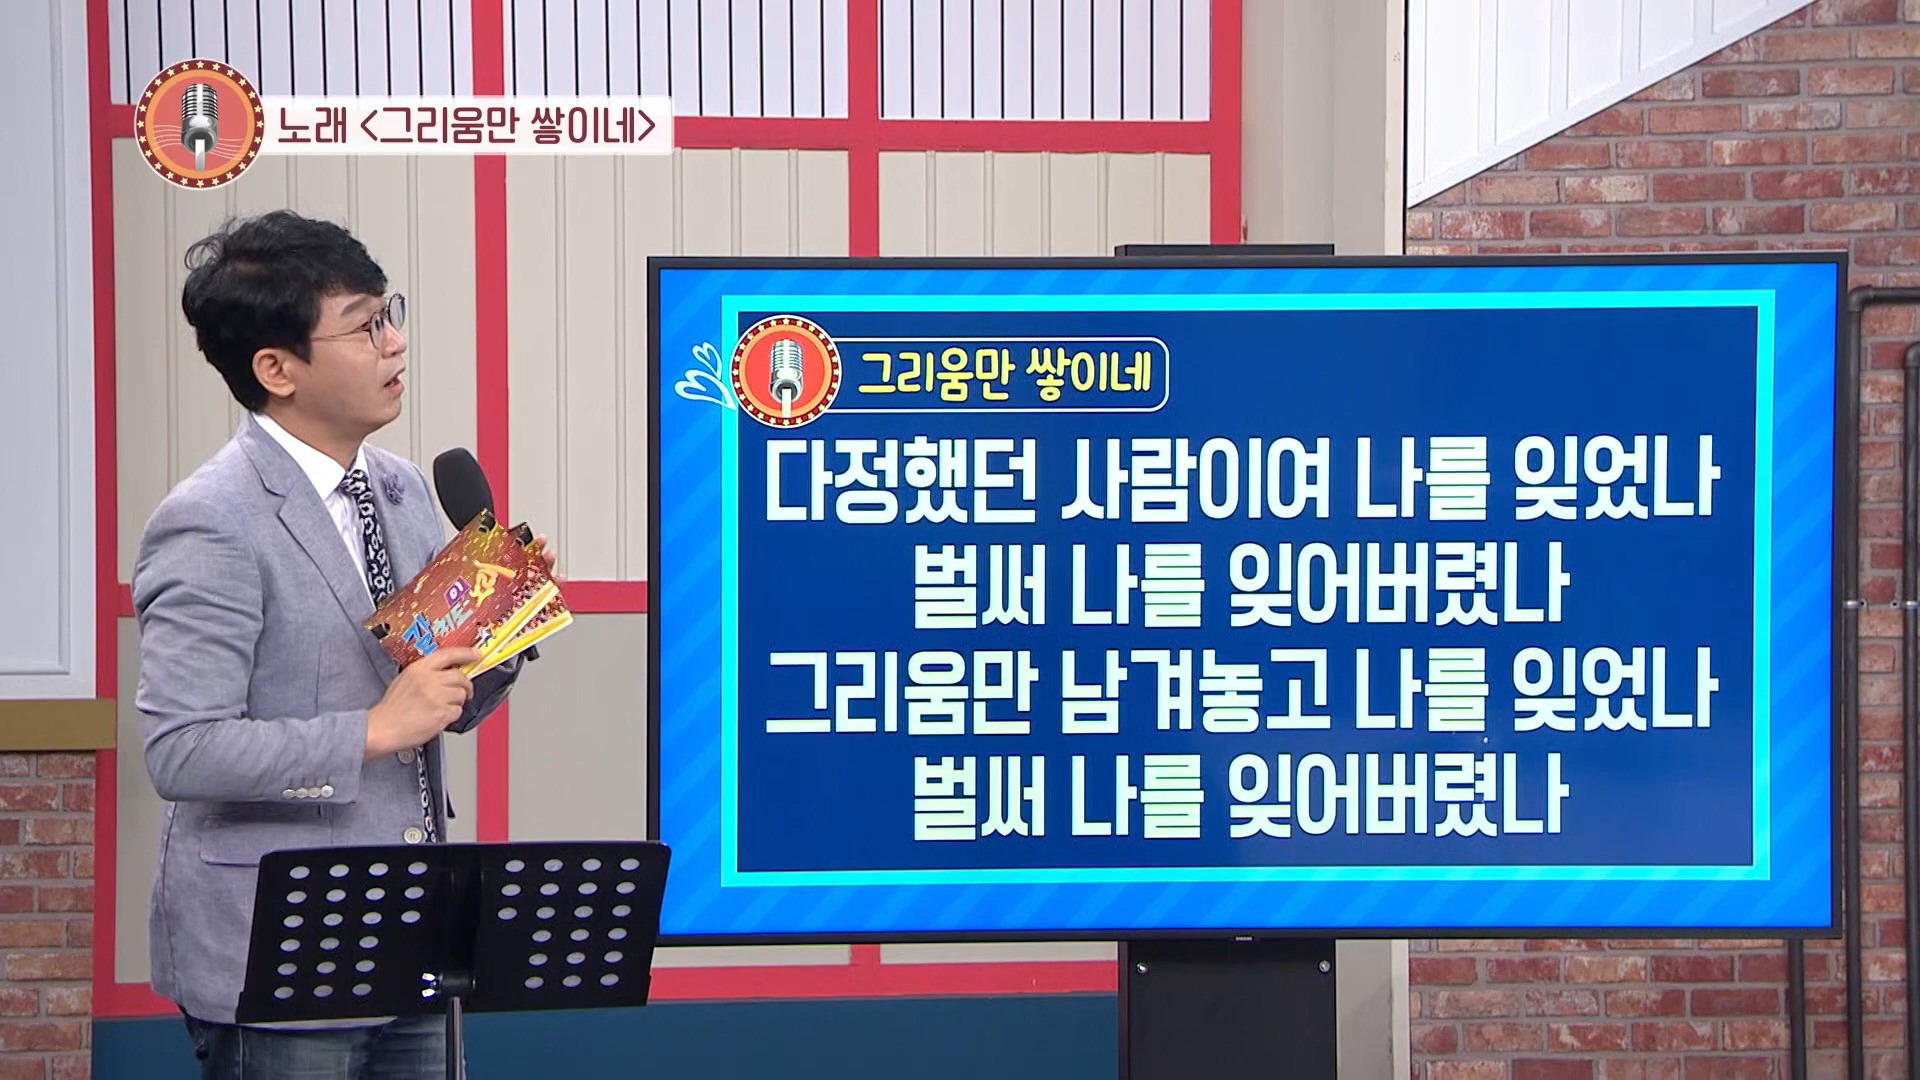 노래 <그리움만 쌓이네>
그리움만 쌓이네
다정했던 사람이여 나를 잊었나
벌써 나를 잊어버렸나
그리움만 남겨놓고 나를 잊었나
벌써 나를 잊어버렸나